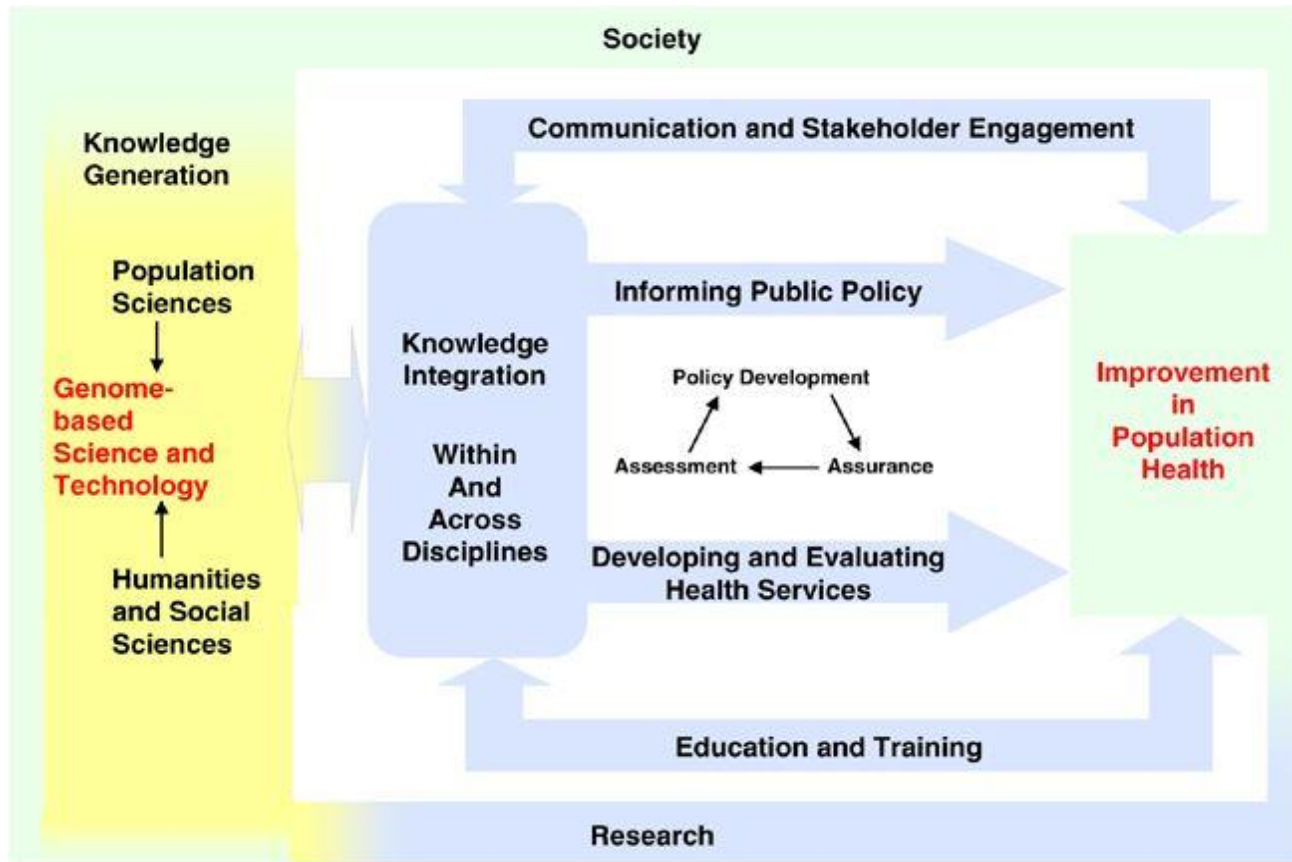 Society
Knowledge
Generation
Communication and Stakeholder Engagement
Population
Sciences
Genome-
based
Science and
Technology
Humanities
and Social
Sciences
Knowledge
Integration
Within
And
Across
Disciplines
Informing Public Policy
Policy Development
Assessment
Assurance
Developing and Evaluating
Health Services
Improvement
in
Population
Health
Education and Training
Research